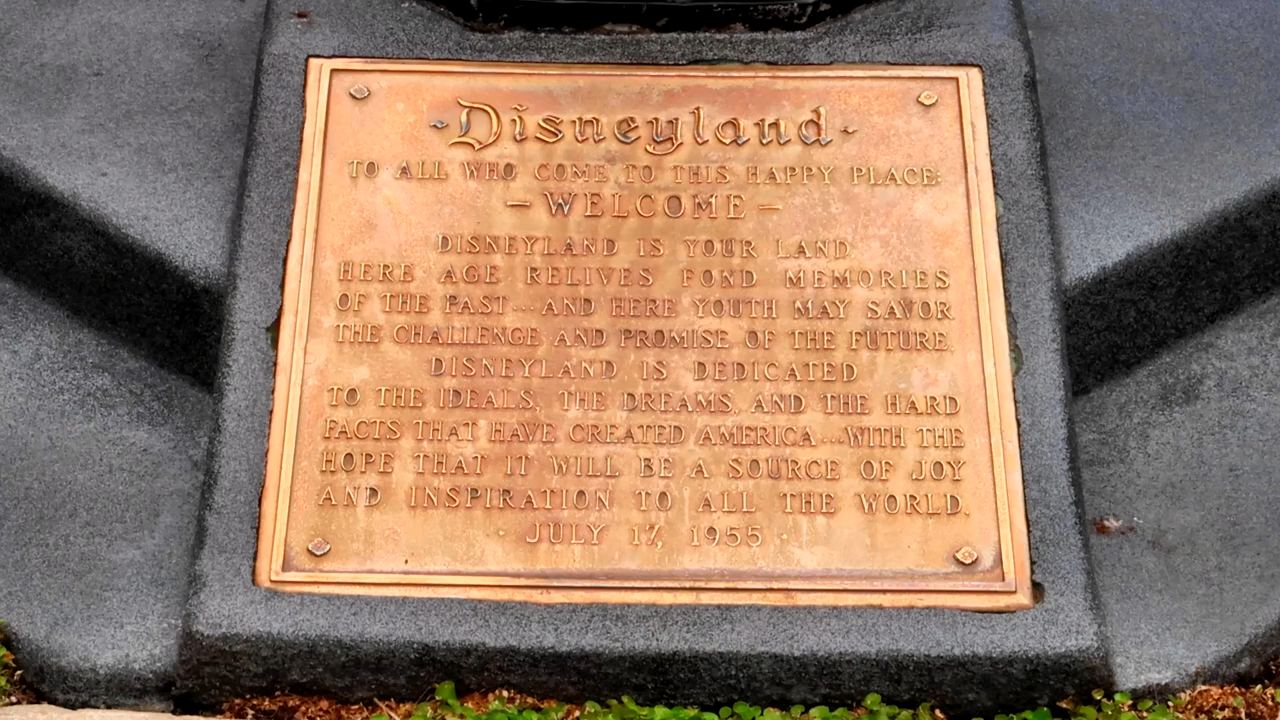 Disneyland
TO ALL WHO COME TO THIS HAPPY PLACE:
– WELCOME –
DISNEYLAND IS YOUR LAND.
HERE AGE RELIVES FOND MEMORIES
OF THE PAST...AND HERE YOUTH MAY SAVOR
THE CHALLENGE AND PROMISE OF THE FUTURE.
DISNEYLAND IS DEDICATED
TO THE IDEALS, THE DREAMS, AND THE HARD
FACTS THAT HAVE CREATED AMERICA...WITH THE
HOPE THAT IT WILL BE A SOURCE OF JOY
AND INSPIRATION TO ALL THE WORLD.
· JULY 17, 1955 ·